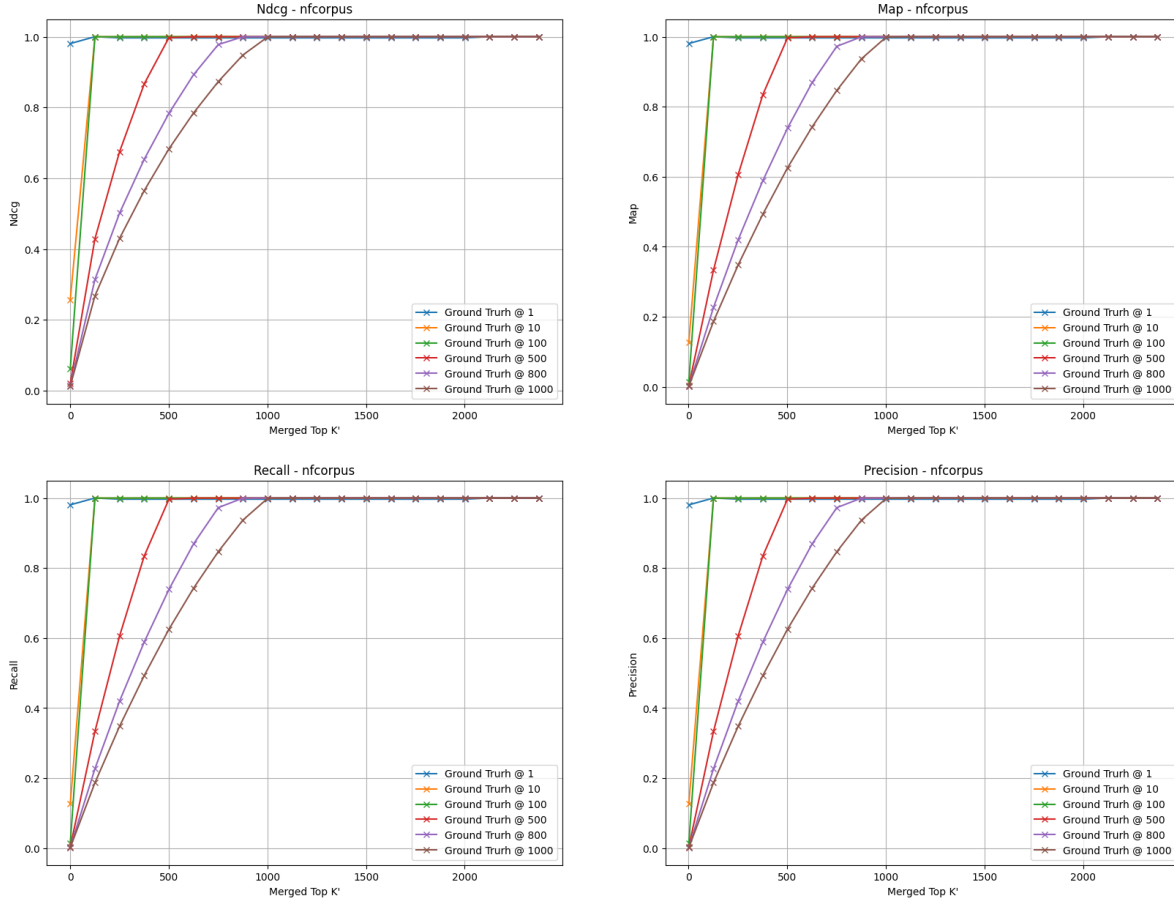 Ndcg - nfcorpus
1.0
0.8
0.6
0.4
0.2
0.0
Ndcg
0
500
1000
1500
2000
Merged Top K'
Ground Trurh @ 1
Ground Trurh @ 10
Ground Trurh @ 100
Ground Trurh @ 500
Ground Trurh @ 800
Ground Trurh @ 1000
Map - nfcorpus
1.0
0.8
0.6
0.4
0.2
0.0
Map
0
500
1000
1500
2000
Merged Top K'
Ground Trurh @ 1
Ground Trurh @ 10
Ground Trurh @ 100
Ground Trurh @ 500
Ground Trurh @ 800
Ground Trurh @ 1000
Recall - nfcorpus
1.0
0.8
0.6
0.4
0.2
0.0
Recall
0
500
1000
1500
2000
Merged Top K'
Ground Trurh @ 1
Ground Trurh @ 10
Ground Trurh @ 100
Ground Trurh @ 500
Ground Trurh @ 800
Ground Trurh @ 1000
Precision - nfcorpus
1.0
0.8
0.6
0.4
0.2
0.0
Precision
0
500
1000
1500
2000
Merged Top K'
Ground Trurh @ 1
Ground Trurh @ 10
Ground Trurh @ 100
Ground Trurh @ 500
Ground Trurh @ 800
Ground Trurh @ 1000